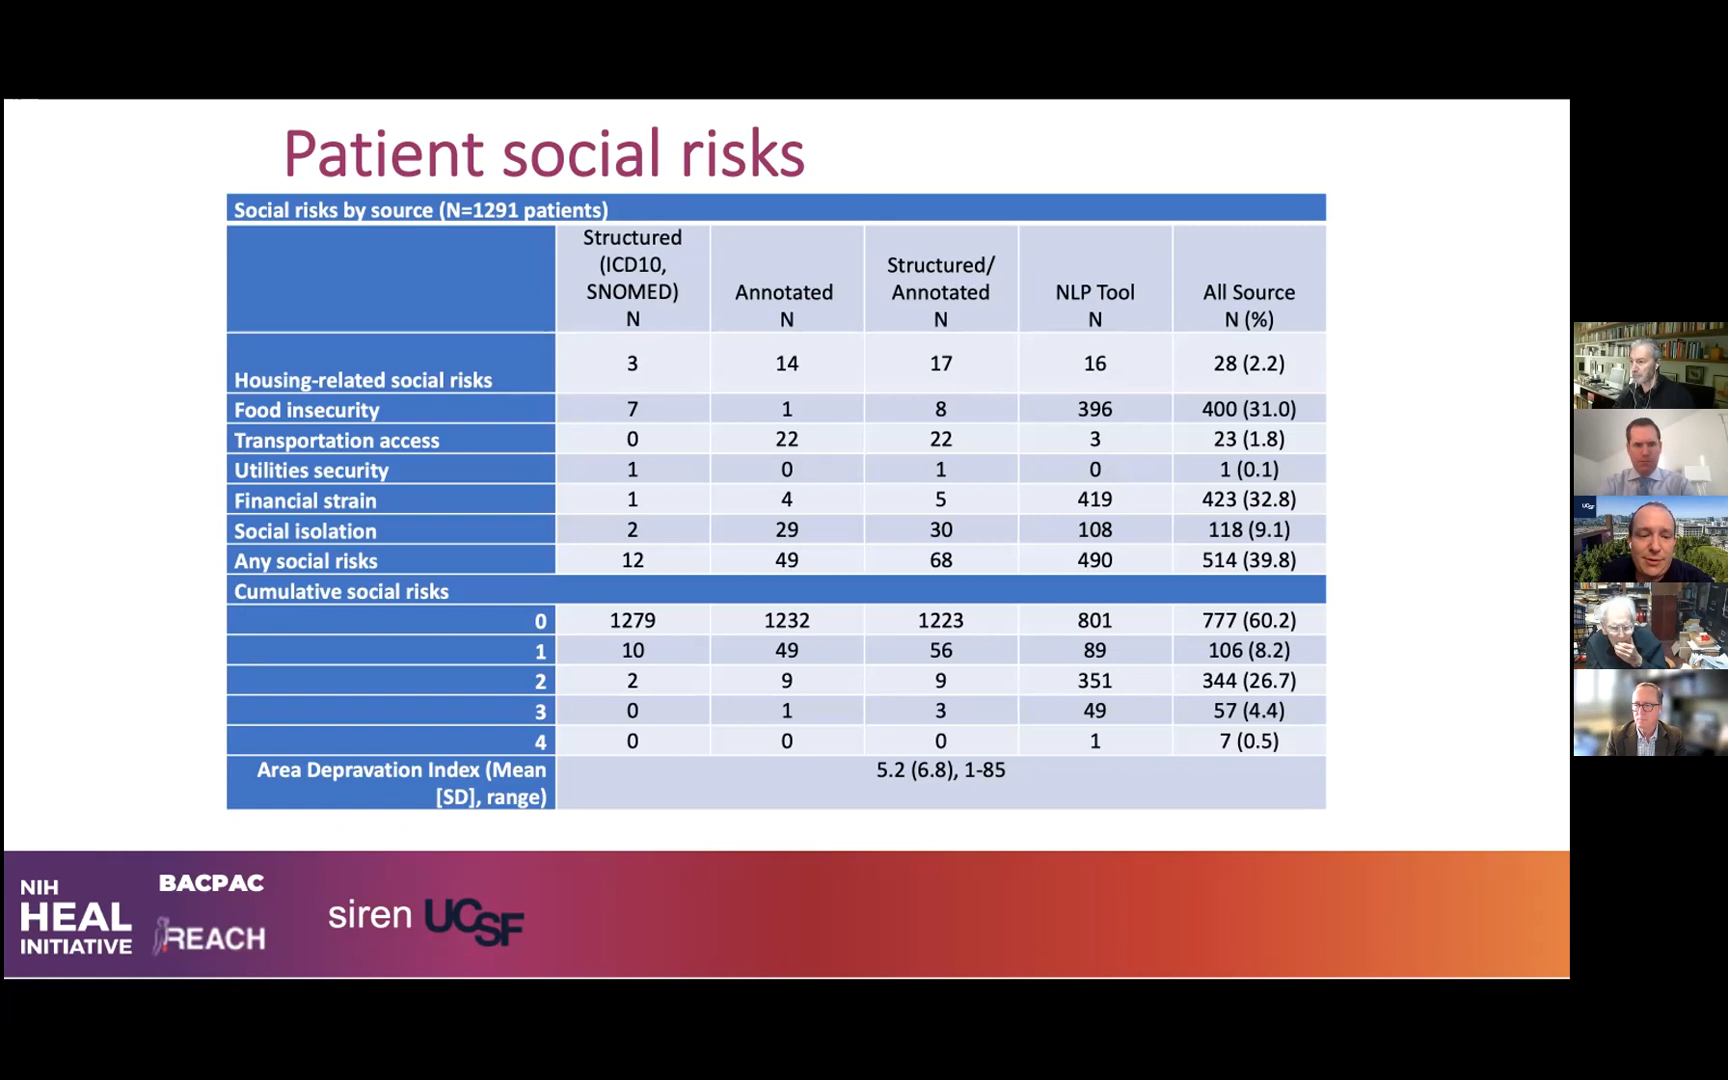 Patient social risks
Social risks by source (N=1291 patients)
Structured (ICD10, SNOMED) N Annotated N Structured/ Annotated N NLP Tool N All Source N (%)
Housing-related social risks 3 14 17 16 28 (2.2)
Food insecurity 7 1 8 396 400 (31.0)
Transportation access 0 22 22 3 23 (1.8)
Utilities security 1 0 1 0 1 (0.1)
Financial strain 1 4 5 419 423 (32.8)
Social isolation 2 29 30 108 118 (9.1)
Any social risks 12 49 68 490 514 (39.8)
Cumulative social risks
0 1279 1232 1223 801 777 (60.2)
1 10 49 56 89 106 (8.2)
2 2 9 9 351 344 (26.7)
3 0 1 3 49 57 (4.4)
4 0 0 0 1 7 (0.5)
Area Depravation Index (Mean [SD], range) 5.2 (6.8), 1-85
NIH
HEAL
INITIATIVE
BACPAC
REACH
siren UCSF
UCSF